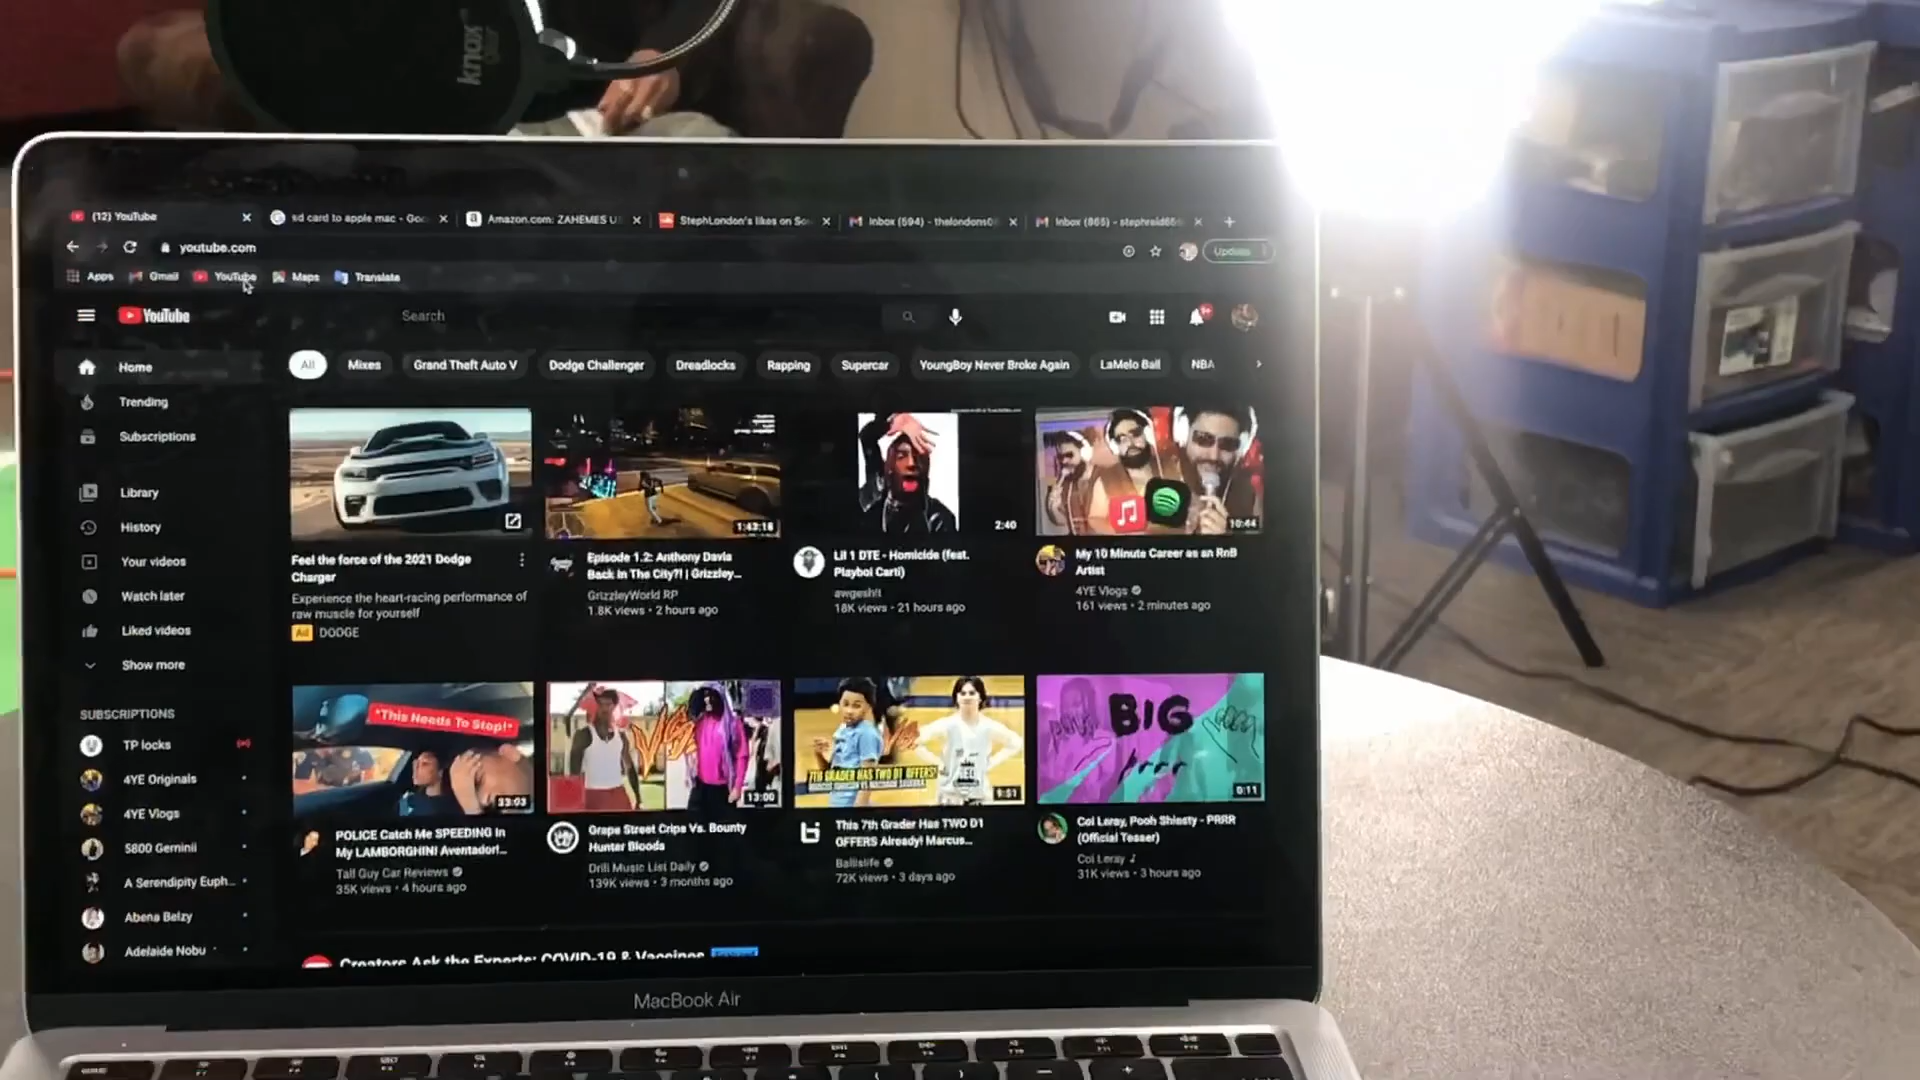 knox
gear
(12) YouTube
sd card to apple mac - Goo
Amazon.com: ZAHEMES U
StephLondon's likes on So
Inbox (594) - thelondons0
Inbox (865) - stephreid65
youtube.com
Update
Apps
Gmail
YouTube
Maps
Translate
YouTube
Search
9+
Home
Trending
Subscriptions
Library
History
Your videos
Watch later
Liked videos
Show more
SUBSCRIPTIONS
TP locks
4YE Originals
4YE Vlogs
5800 Geminii
A Serendipity Euph...
Abena Belzy
Adelaide Nobu
All
Mixes
Grand Theft Auto V
Dodge Challenger
Dreadlocks
Rapping
Supercar
YoungBoy Never Broke Again
LaMelo Ball
NBA
Feel the force of the 2021 Dodge
Charger
Experience the heart-racing performance of
raw muscle for yourself
Ad DODGE
1:43:18
Episode 1.2: Anthony Davis
Back In The City?! | Grizzley...
GrizzleyWorld RP
1.8K views • 2 hours ago
2:40
Lil 1 DTE - Homicide (feat.
Playboi Carti)
awgeshit
18K views • 21 hours ago
10:44
My 10 Minute Career as an RnB
Artist
4YE Vlogs
161 views • 2 minutes ago
*This Needs To Stop!*
33:03
POLICE Catch Me SPEEDING In
My LAMBORGHINI Aventador!...
Tall Guy Car Reviews
35K views • 4 hours ago
VS
13:00
Grape Street Crips Vs. Bounty
Hunter Bloods
Drill Music List Daily
139K views • 3 months ago
7TH GRADER HAS TWO D1 OFFERS!
9:51
This 7th Grader Has TWO D1
OFFERS Already! Marcus...
Ballislife
72K views • 3 days ago
BIG
prrr
0:11
Coi Leray, Pooh Shiesty - PRRR
(Official Teaser)
Coi Leray
31K views • 3 hours ago
Creators Ask the Experts: COVID-19 & Vaccines
MacBook Air